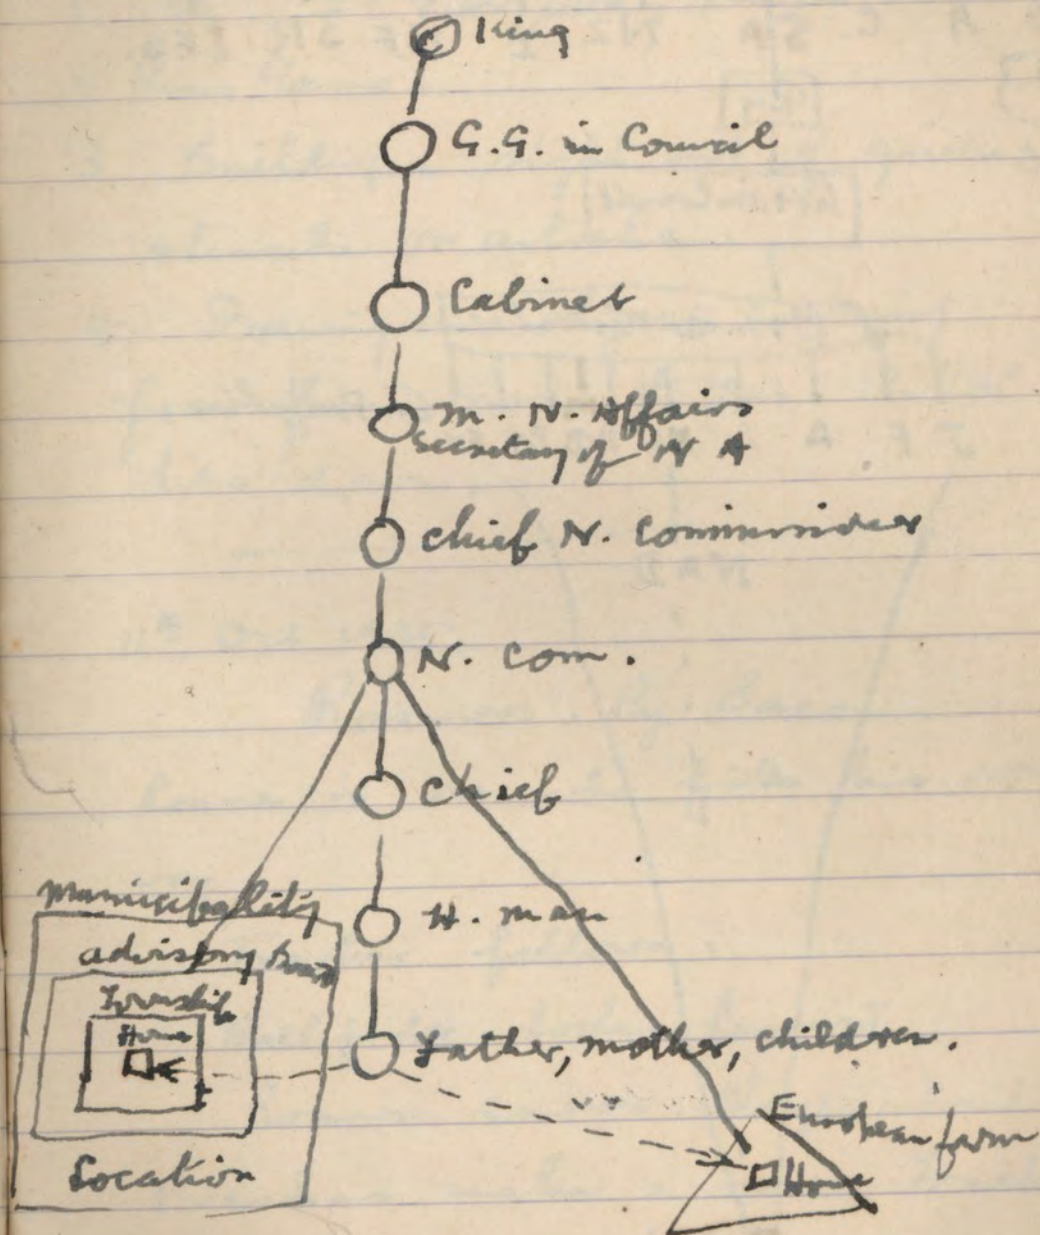 King
G.G. in Council
Cabinet
M. N. Affairs
Secretary of N A
Chief N. Commissioner
N. Com.
Chief
H. man
Municipality
advisory Board
Township
Home
Father, mother, children.
European farm
Home
Location